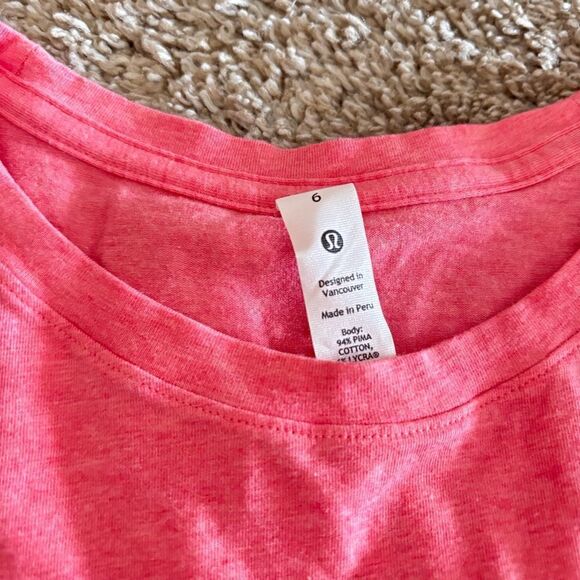 6
Designed in
Vancouver
Made in Peru
Body:
94% PIMA
COTTON,
LYCRA®